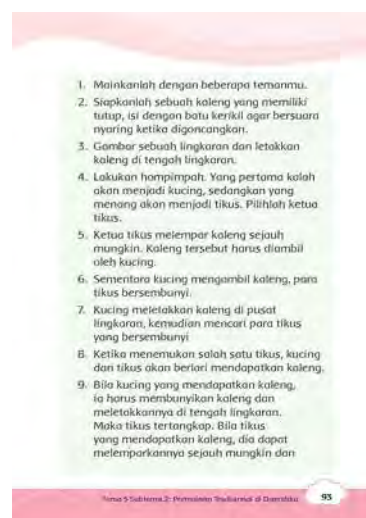 1. Mainkanlah dengan beberapa temanmu.
2. Siapkanlah sebuah kaleng yang memiliki
tutup, isi dengan batu kerikil agar bersuara
nyaring ketika digoncangkan.
3. Gambar sebuah lingkaran dan letakkan
kaleng di tengah lingkaran.
4. Lakukan hompimpah. Yang pertama kalah
akan menjadi kucing, sedangkan yang
menang akan menjadi tikus. Pilihlah ketua
tikus.
5. Ketua tikus melempar kaleng sejauh
mungkin. Kaleng tersebut harus diambil
oleh kucing.
6. Sementara kucing mengambil kaleng, para
tikus bersembunyi.
7. Kucing meletakkan kaleng di pusat
lingkaran, kemudian mencari para tikus
yang bersembunyi
8. Ketika menemukan salah satu tikus, kucing
dan tikus akan berlari mendapatkan kaleng.
9. Bila kucing yang mendapatkan kaleng,
ia harus membunyikan kaleng dan
meletakkannya di tengah lingkaran.
Maka tikus tertangkap. Bila tikus
yang mendapatkan kaleng, dia dapat
melemparkannya sejauh mungkin dan
Tema 5 Subtema 2: Permainan Tradisional di Daerahku 93